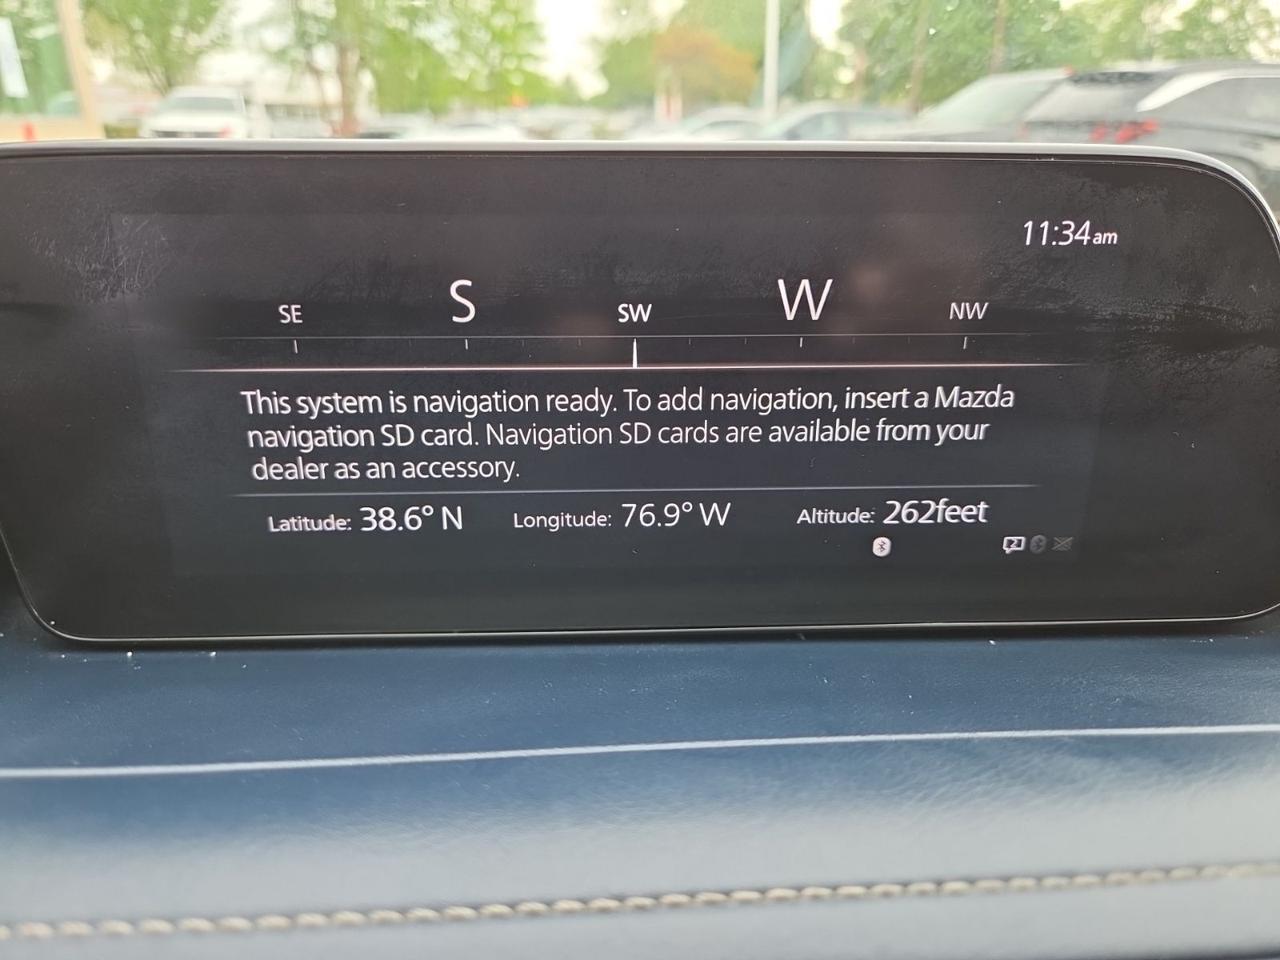 11:34am
SE S SW W NW
This system is navigation ready. To add navigation, insert a Mazda
navigation SD card. Navigation SD cards are available from your
dealer as an accessory.
Latitude: 38.6° N Longitude: 76.9° W Altitude: 262feet
2